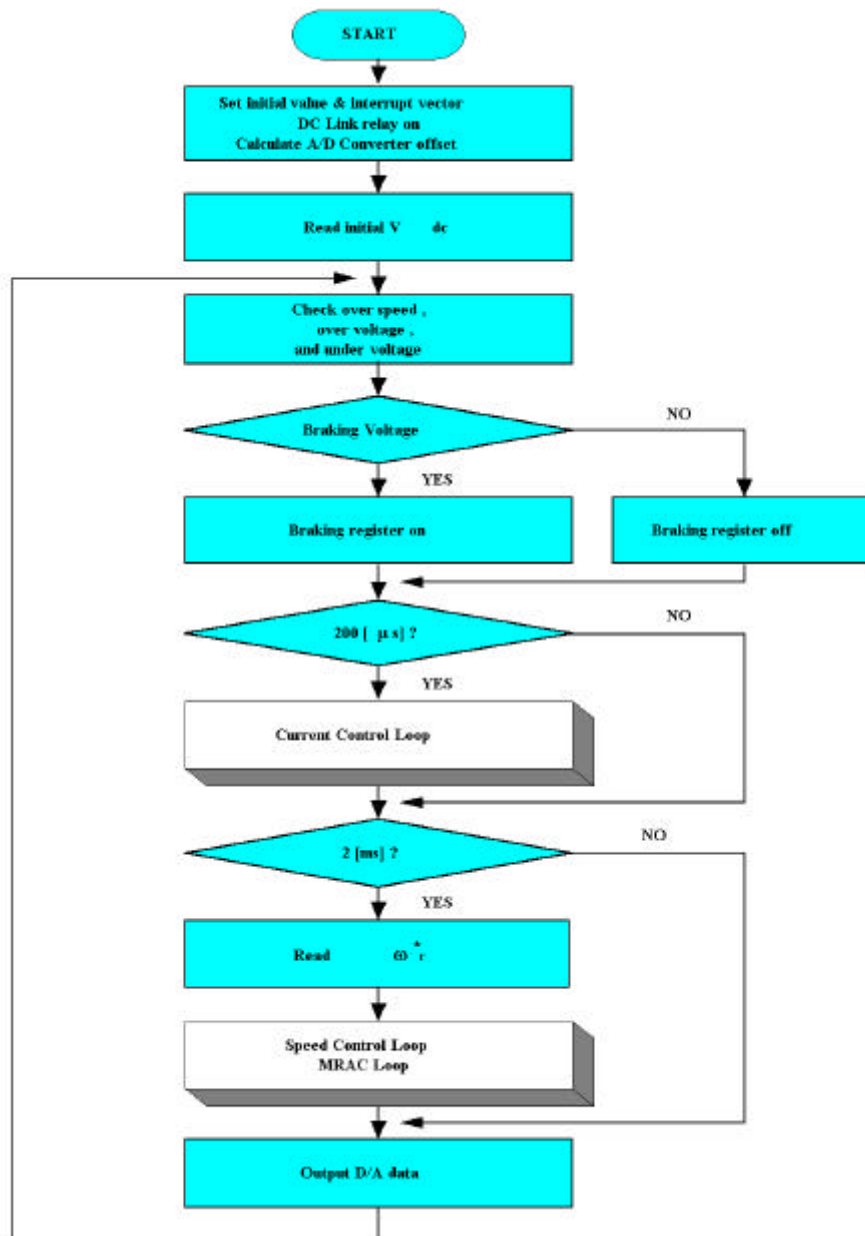 START
Set initial value & interrupt vector
DC Link relay on
Calculate A/D Converter offset
Read initial V dc
Check over speed ,
over voltage ,
and under voltage
Braking Voltage
NO
YES
Braking register on
Braking register off
200 [ μ s] ?
NO
YES
Current Control Loop
2 [ms] ?
NO
YES
Read ω*r
Speed Control Loop
MRAC Loop
Output D/A data